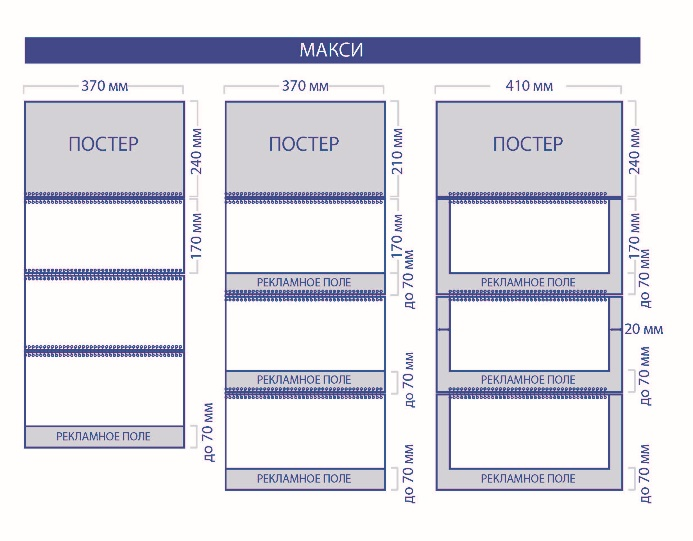 МАКСИ
370 мм
370 мм
410 мм
ПОСТЕР
240 мм
ПОСТЕР
210 мм
ПОСТЕР
240 мм
170 мм
170 мм
170 мм
РЕКЛАМНОЕ ПОЛЕ
до 70 мм
РЕКЛАМНОЕ ПОЛЕ
до 70 мм
20 мм
РЕКЛАМНОЕ ПОЛЕ
до 70 мм
РЕКЛАМНОЕ ПОЛЕ
до 70 мм
РЕКЛАМНОЕ ПОЛЕ
до 70 мм
РЕКЛАМНОЕ ПОЛЕ
до 70 мм
РЕКЛАМНОЕ ПОЛЕ
до 70 мм